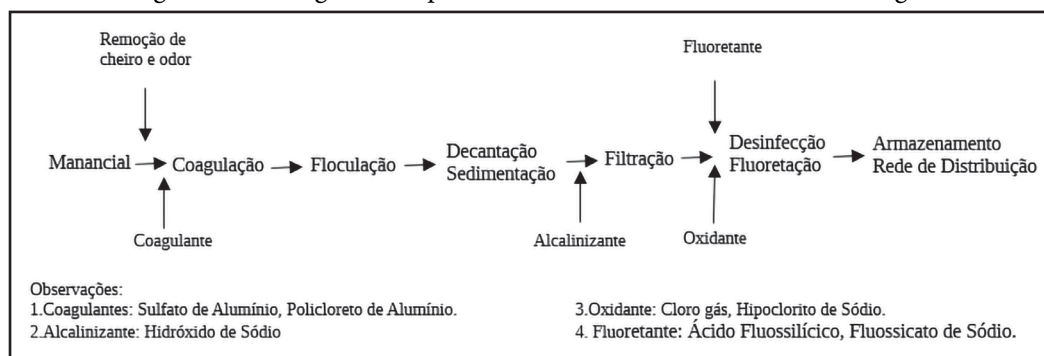 Remoção de
cheiro e odor
Fluoretante
Manancial
Coagulação
Floculação
Decantação
Sedimentação
Filtração
Desinfecção
Fluoretação
Armazenamento
Rede de Distribuição
Coagulante
Alcalinizante
Oxidante
Observações:
1.Coagulantes: Sulfato de Alumínio, Policloreto de Alumínio.
2.Alcalinizante: Hidróxido de Sódio
3.Oxidante: Cloro gás, Hipoclorito de Sódio.
4. Fluoretante: Ácido Fluossilícico, Fluossicato de Sódio.